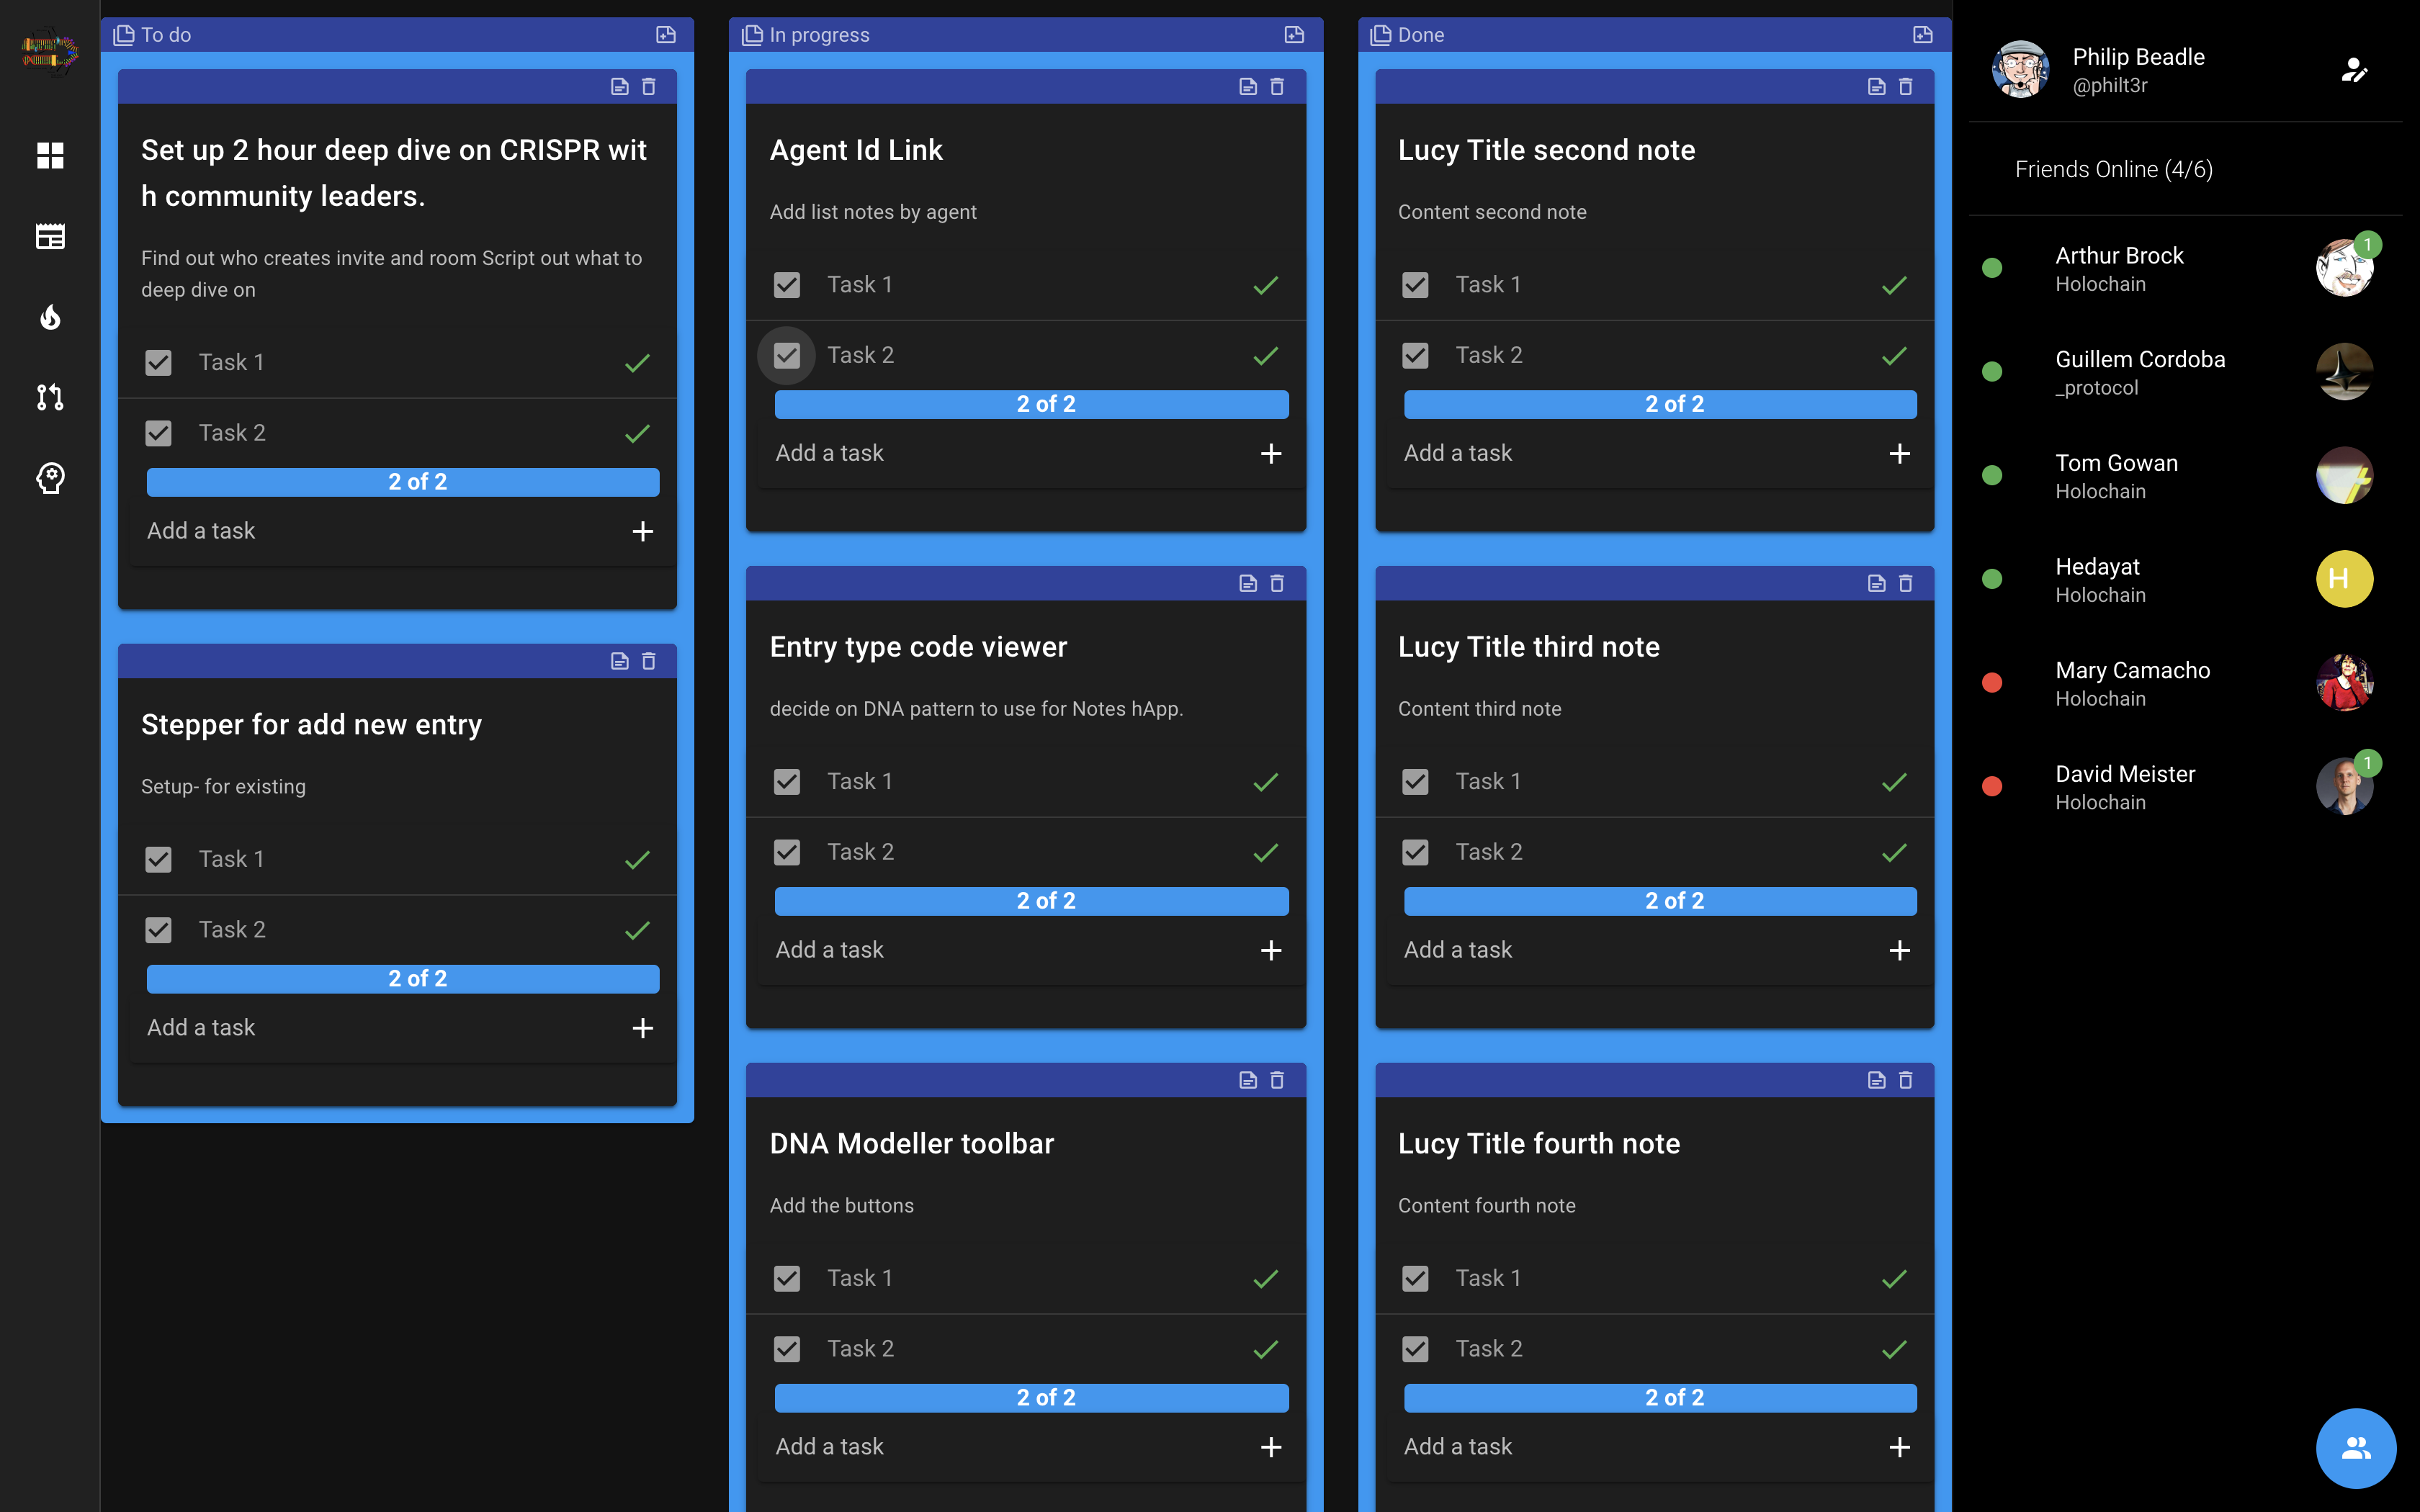 To do
Set up 2 hour deep dive on CRISPR wit
h community leaders.
Find out who creates invite and room Script out what to
deep dive on
Task 1
Task 2
2 of 2
Add a task
Stepper for add new entry
Setup- for existing
Task 1
Task 2
2 of 2
Add a task
In progress
Agent Id Link
Add list notes by agent
Task 1
Task 2
2 of 2
Add a task
Entry type code viewer
decide on DNA pattern to use for Notes hApp.
Task 1
Task 2
2 of 2
Add a task
DNA Modeller toolbar
Add the buttons
Task 1
Task 2
2 of 2
Add a task
Done
Lucy Title second note
Content second note
Task 1
Task 2
2 of 2
Add a task
Lucy Title third note
Content third note
Task 1
Task 2
2 of 2
Add a task
Lucy Title fourth note
Content fourth note
Task 1
Task 2
2 of 2
Add a task
Philip Beadle
@philt3r
Friends Online (4/6)
Arthur Brock
Holochain
1
Guillem Cordoba
_protocol
Tom Gowan
Holochain
Hedayat
Holochain
H
Mary Camacho
Holochain
David Meister
Holochain
1